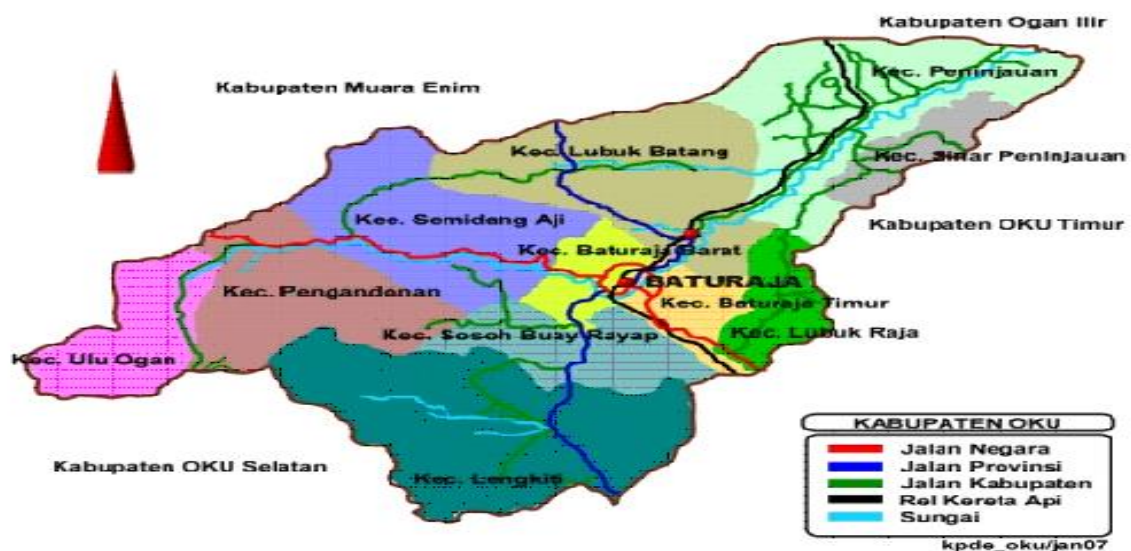 Kabupaten Ogan Ilir
Kec. Peninjauan
Kabupaten Muara Enim
Kec. Lubuk Batang
Kec. Sinar Peninjauan
Kec. Semidang Aji
Kabupaten OKU Timur
Kec. Baturaja Barat
BATURAJA
Kec. Pengandonan
Kec. Baturaja Timur
Kec. Sosoh Buay Rayap
Kec. Lubuk Raja
Kec. Ulu Ogan
Kabupaten OKU Selatan
Kec. Lengkiti
KABUPATEN OKU
Jalan Negara
Jalan Provinsi
Jalan Kabupaten
Rel Kereta Api
Sungai
kpde_oku/jan07